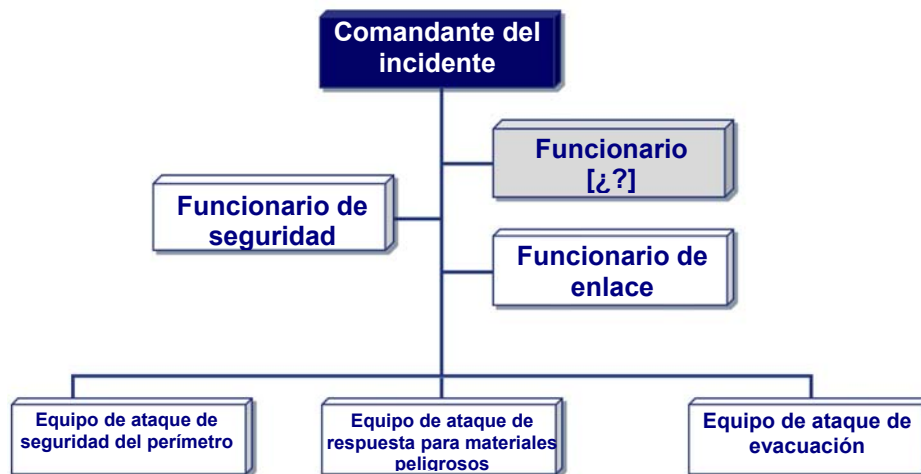 Comandante del
incidente
Funcionario
[¿?]
Funcionario de
seguridad
Funcionario de
enlace
Equipo de ataque de
seguridad del perímetro
Equipo de ataque de
respuesta para materiales
peligrosos
Equipo de ataque de
evacuación